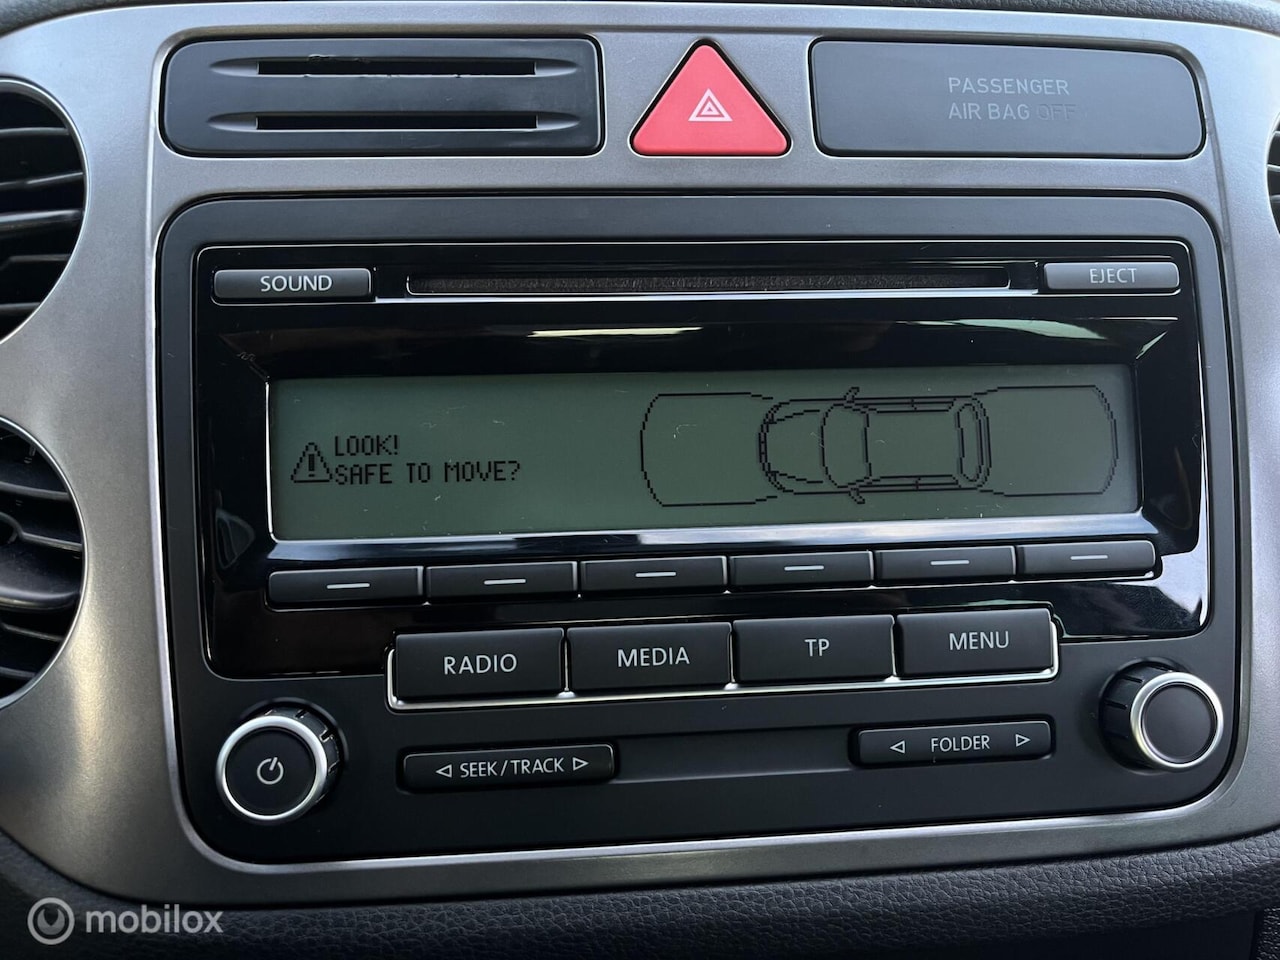 PASSENGER
AIR BAG OFF
SOUND
EJECT
LOOK!
SAFE TO MOVE?
RADIO
MEDIA
TP
MENU
SEEK/TRACK
FOLDER
mobilox